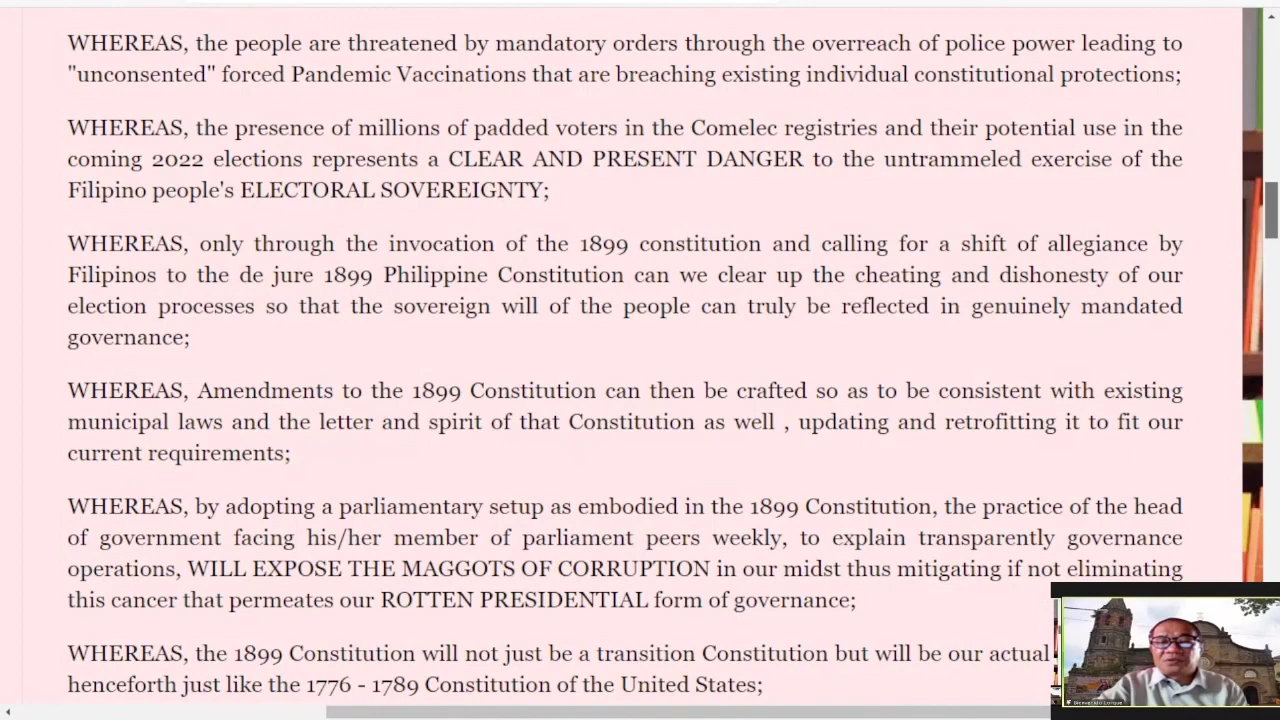 WHEREAS, the people are threatened by mandatory orders through the overreach of police power leading to
"unconsented" forced Pandemic Vaccinations that are breaching existing individual constitutional protections;
WHEREAS, the presence of millions of padded voters in the Comelec registries and their potential use in the
coming 2022 elections represents a CLEAR AND PRESENT DANGER to the untrammeled exercise of the
Filipino people's ELECTORAL SOVEREIGNTY;
WHEREAS, only through the invocation of the 1899 constitution and calling for a shift of allegiance by
Filipinos to the de jure 1899 Philippine Constitution can we clear up the cheating and dishonesty of our
election processes so that the sovereign will of the people can truly be reflected in genuinely mandated
governance;
WHEREAS, Amendments to the 1899 Constitution can then be crafted so as to be consistent with existing
municipal laws and the letter and spirit of that Constitution as well , updating and retrofitting it to fit our
current requirements;
WHEREAS, by adopting a parliamentary setup as embodied in the 1899 Constitution, the practice of the head
of government facing his/her member of parliament peers weekly, to explain transparently governance
operations, WILL EXPOSE THE MAGGOTS OF CORRUPTION in our midst thus mitigating if not eliminating
this cancer that permeates our ROTTEN PRESIDENTIAL form of governance;
WHEREAS, the 1899 Constitution will not just be a transition Constitution but will be our actual
henceforth just like the 1776 - 1789 Constitution of the United States;